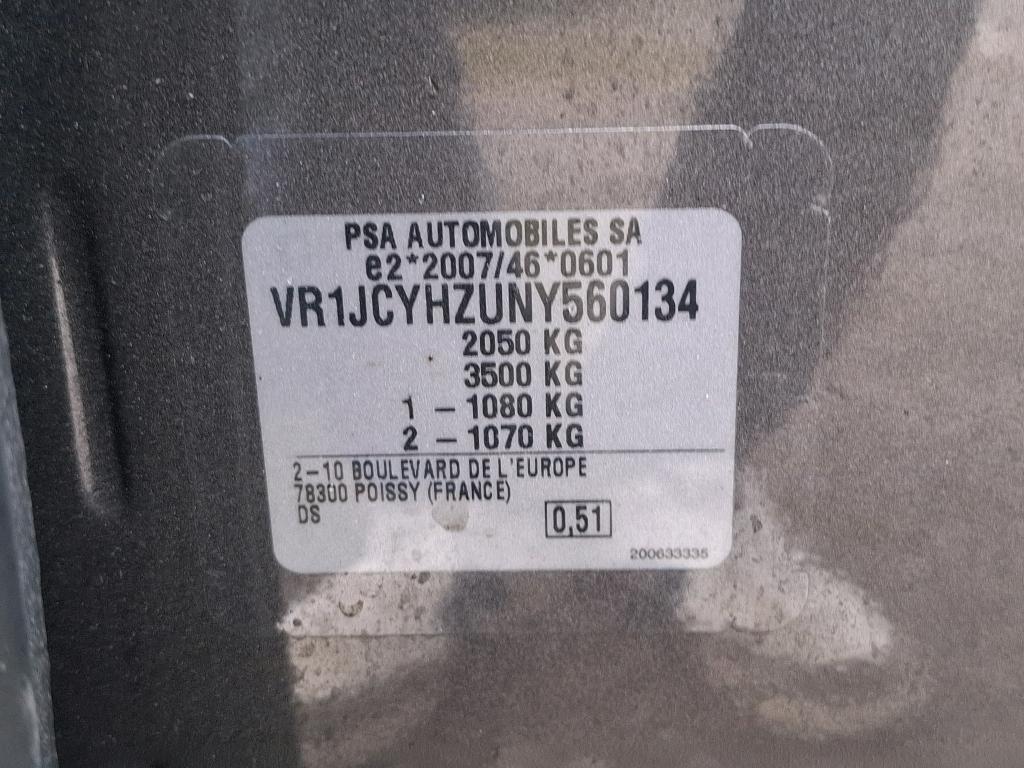 PSA AUTOMOBILES SA
e2*2007/46*0601
VR1JCYHZUNY560134
2050 KG
3500 KG
1 - 1080 KG
2 - 1070 KG
2-10 BOULEVARD DE L'EUROPE
78300 POISSY (FRANCE)
DS
0,51
200633335